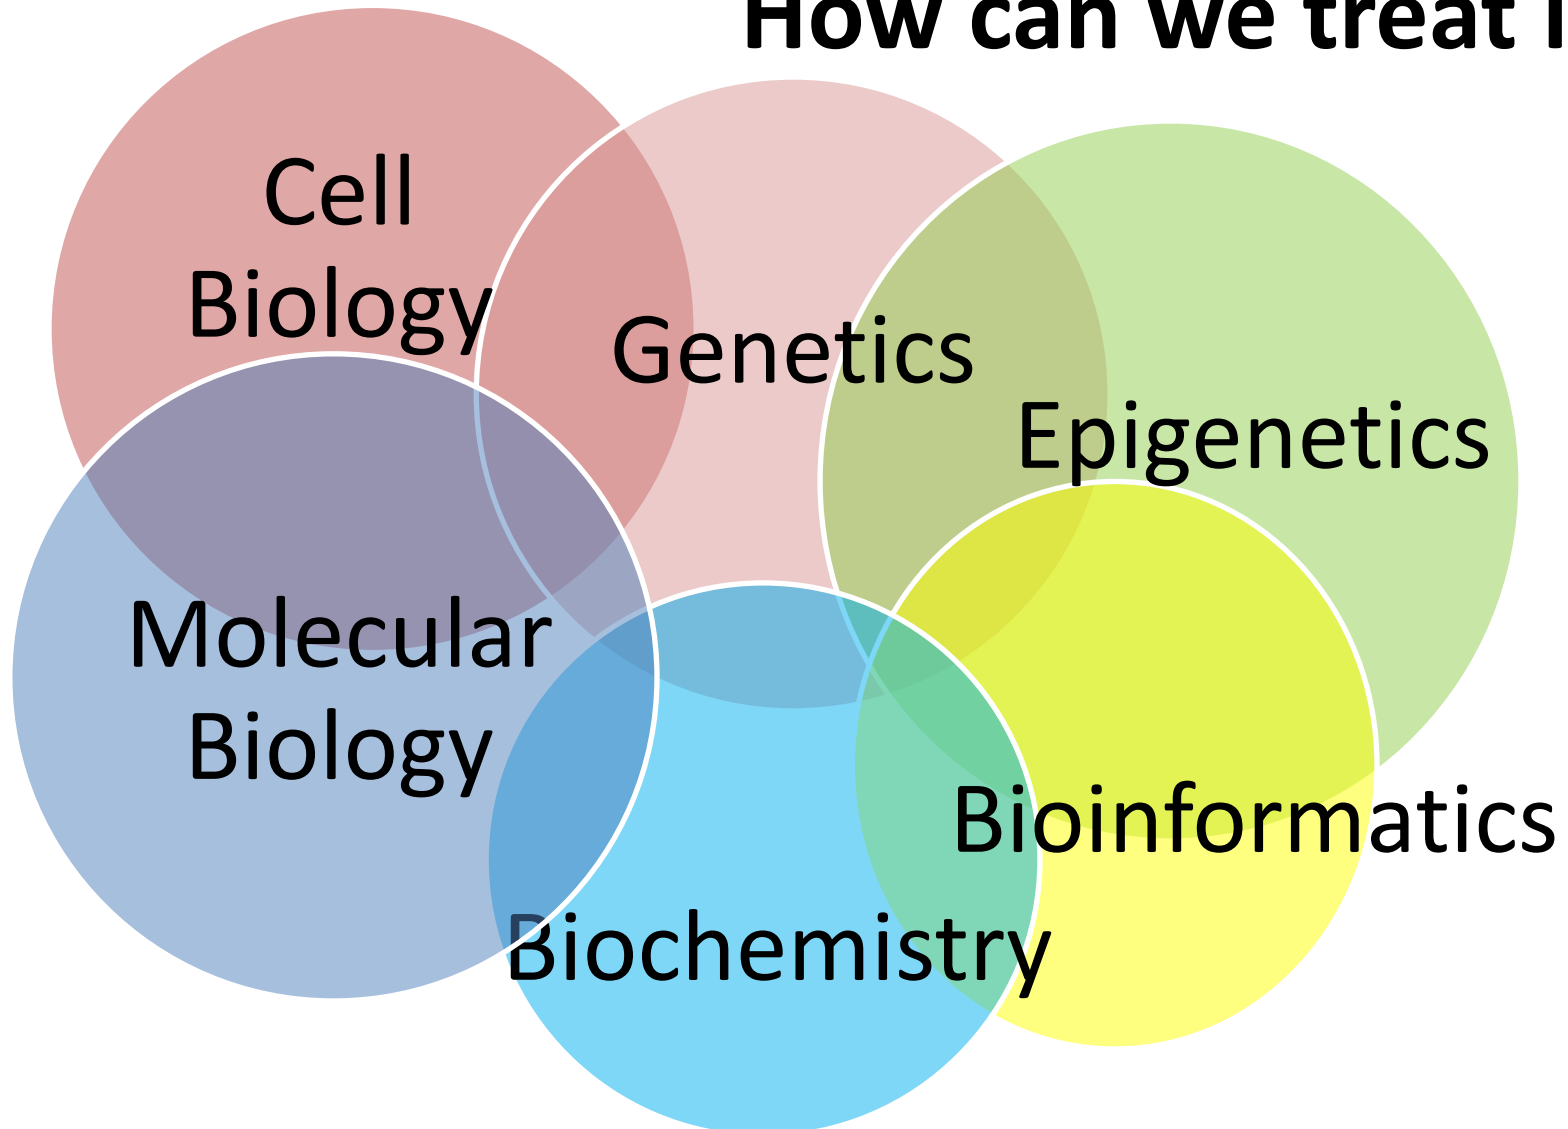 How can we treat
Cell
Biology
Genetics
Epigenetics
Molecular
Biology
Bioinformatics
Biochemistry